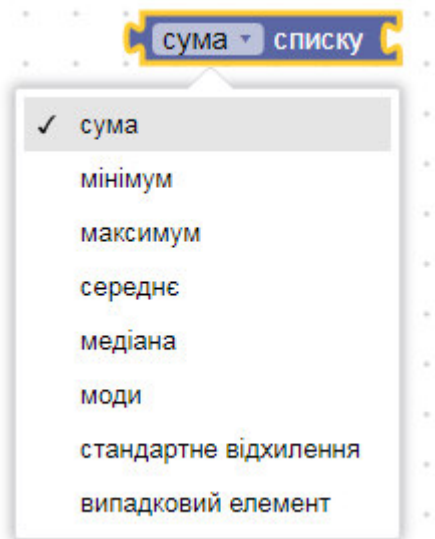 сума списку
✓ сума
мінімум
максимум
середнє
медіана
моди
стандартне відхилення
випадковий елемент